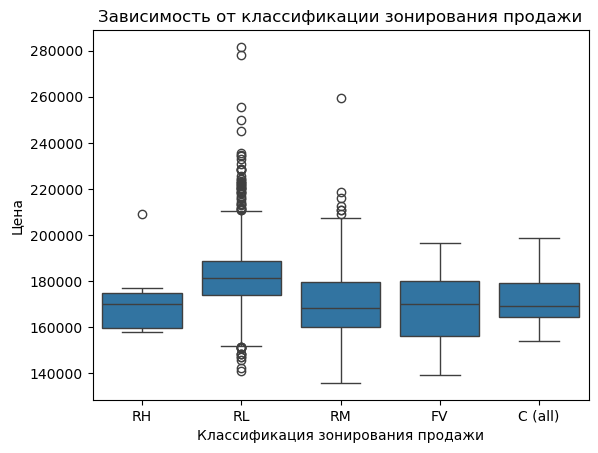 Зависимость от классификации зонирования продажи
280000
260000
240000
220000
200000
180000
160000
140000
Цена
RH RL RM FV C (all)
Классификация зонирования продажи